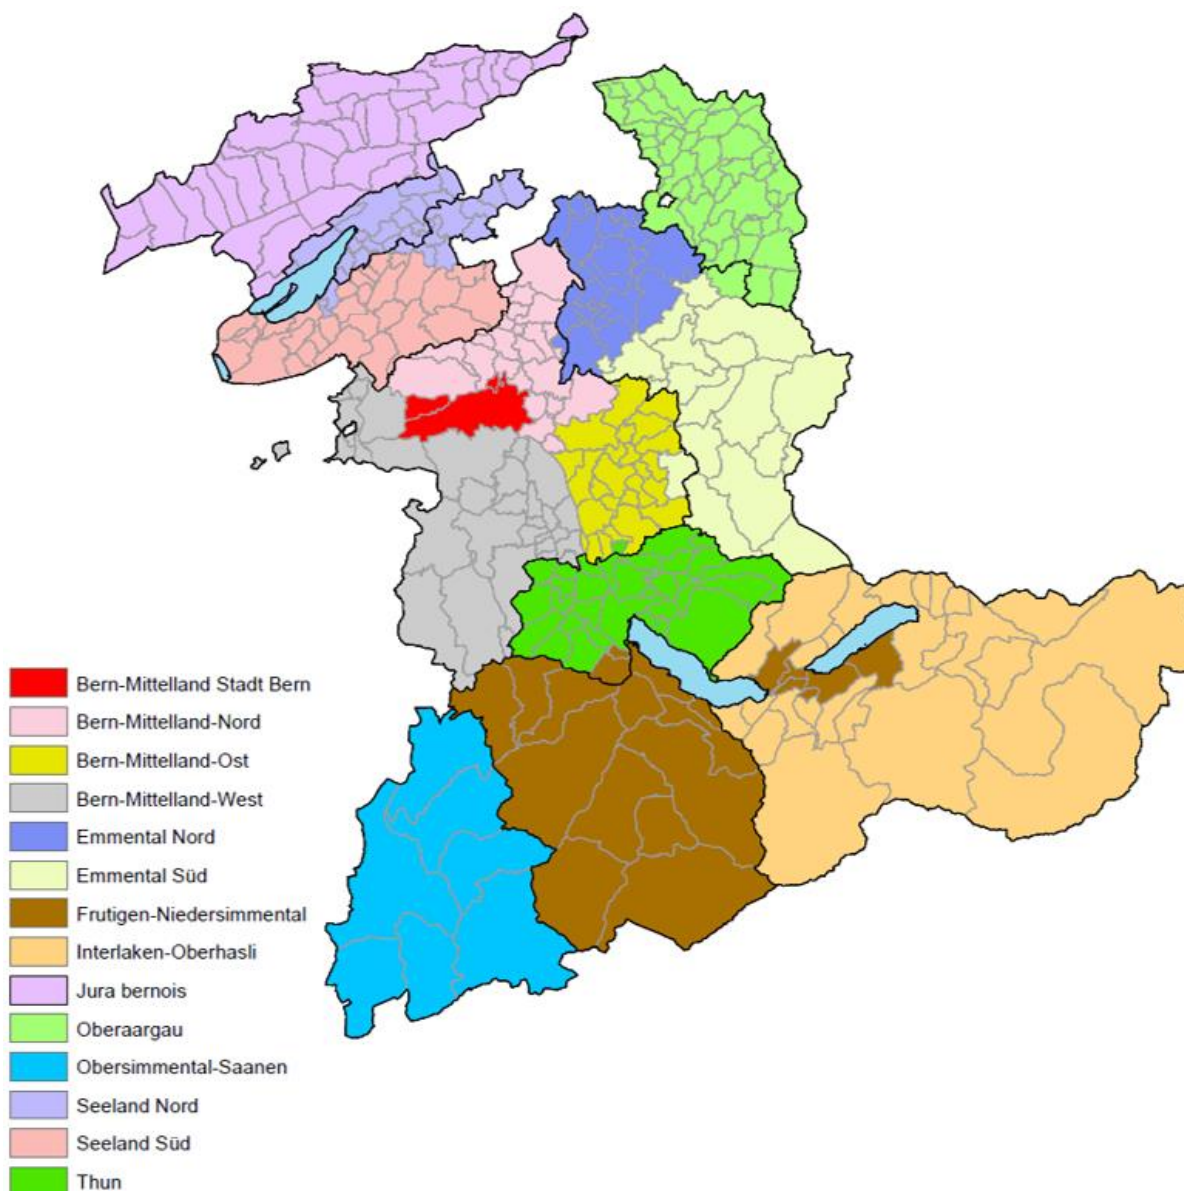 Bern-Mittelland Stadt Bern
Bern-Mittelland-Nord
Bern-Mittelland-Ost
Bern-Mittelland-West
Emmental Nord
Emmental Süd
Frutigen-Niedersimmental
Interlaken-Oberhasli
Jura bernois
Oberaargau
Obersimmental-Saanen
Seeland Nord
Seeland Süd
Thun